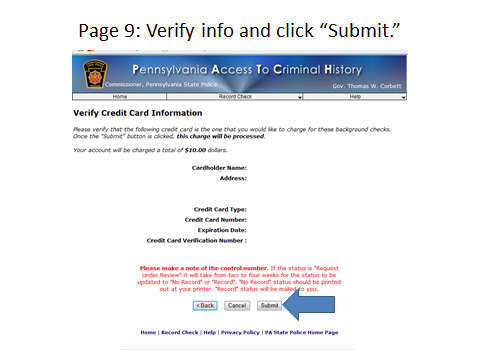 Page 9: Verify info and click “Submit.”
Pennsylvania Access To Criminal History
Commissioner, Pennsylvania State Police
Gov. Thomas W. Corbett
Home Record Check Help
Verify Credit Card Information
Please verify that the following credit card is the one that you would like to charge for these background checks.
Once the "Submit" button is clicked, this charge will be processed.
Your account will be charged a total of $10.00 dollars.
Cardholder Name:
Address:
Credit Card Type:
Credit Card Number:
Expiration Date:
Credit Card Verification Number :
Please make a note of the control number. If the status is "Request
Under Review" it will take from two to four weeks for the status to be
updated to "No Record" or "Record". "No Record" status should be printed
out at your printer. "Record" status will be mailed to you.
< Back Cancel Submit
Home | Record Check | Help | Privacy Policy | PA State Police Home Page